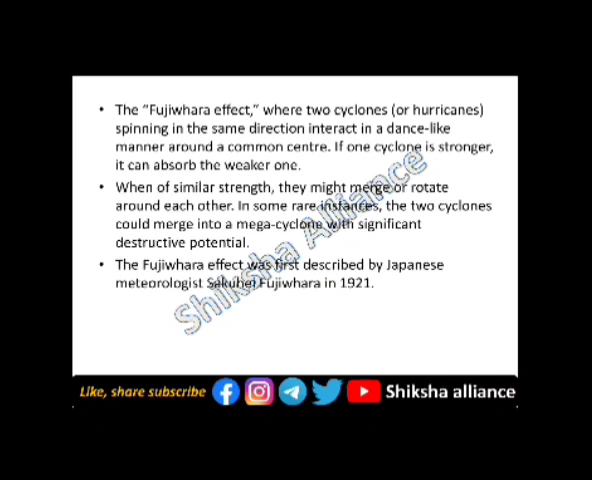 • The “Fujiwhara effect,” where two cyclones (or hurricanes)
spinning in the same direction interact in a dance-like
manner around a common centre. If one cyclone is stronger,
it can absorb the weaker one.
• When of similar strength, they might merge or rotate
around each other. In some rare instances, the two cyclones
could merge into a mega-cyclone with significant
destructive potential.
• The Fujiwhara effect was first described by Japanese
meteorologist Sakuhei Fujiwhara in 1921.
Shiksha Alliance
Like, share subscribe Shiksha alliance